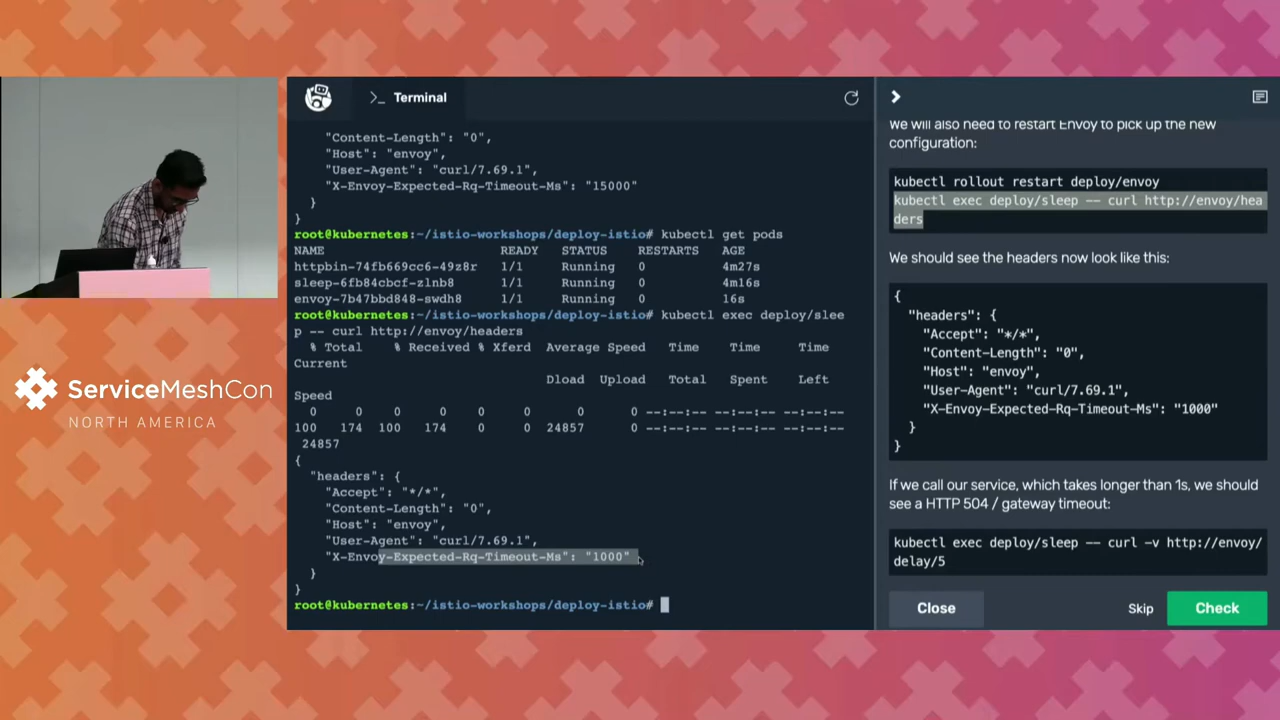 ServiceMeshCon
NORTH AMERICA
>_ Terminal
"Content-Length": "0",
"Host": "envoy",
"User-Agent": "curl/7.69.1",
"X-Envoy-Expected-Rq-Timeout-Ms": "15000"
}
}
root@kubernetes:~/istio-workshops/deploy-istio# kubectl get pods
NAME READY STATUS RESTARTS AGE
httpbin-74fb669cc6-49z8r 1/1 Running 0 4m27s
sleep-6fb84cbcf-zlnb8 1/1 Running 0 4m16s
envoy-7b47bbd848-swdh8 1/1 Running 0 16s
root@kubernetes:~/istio-workshops/deploy-istio# kubectl exec deploy/slee
p -- curl http://envoy/headers
% Total % Received % Xferd Average Speed Time Time Time
Current
Dload Upload Total Spent Left
Speed
0 0 0 0 0 0 0 0 --:--:-- --:--:-- --:--:--
100 174 100 174 0 0 24857 0 --:--:-- --:--:-- --:--:--
24857
{
"headers": {
"Accept": "*/*",
"Content-Length": "0",
"Host": "envoy",
"User-Agent": "curl/7.69.1",
"X-Envoy-Expected-Rq-Timeout-Ms": "1000"
}
}
root@kubernetes:~/istio-workshops/deploy-istio#
We will also need to restart Envoy to pick up the new
configuration:
kubectl rollout restart deploy/envoy
kubectl exec deploy/sleep -- curl http://envoy/hea
ders
We should see the headers now look like this:
{
"headers": {
"Accept": "*/*",
"Content-Length": "0",
"Host": "envoy",
"User-Agent": "curl/7.69.1",
"X-Envoy-Expected-Rq-Timeout-Ms": "1000"
}
}
If we call our service, which takes longer than 1s, we should
see a HTTP 504 / gateway timeout:
kubectl exec deploy/sleep -- curl -v http://envoy/
delay/5
Close
Skip
Check